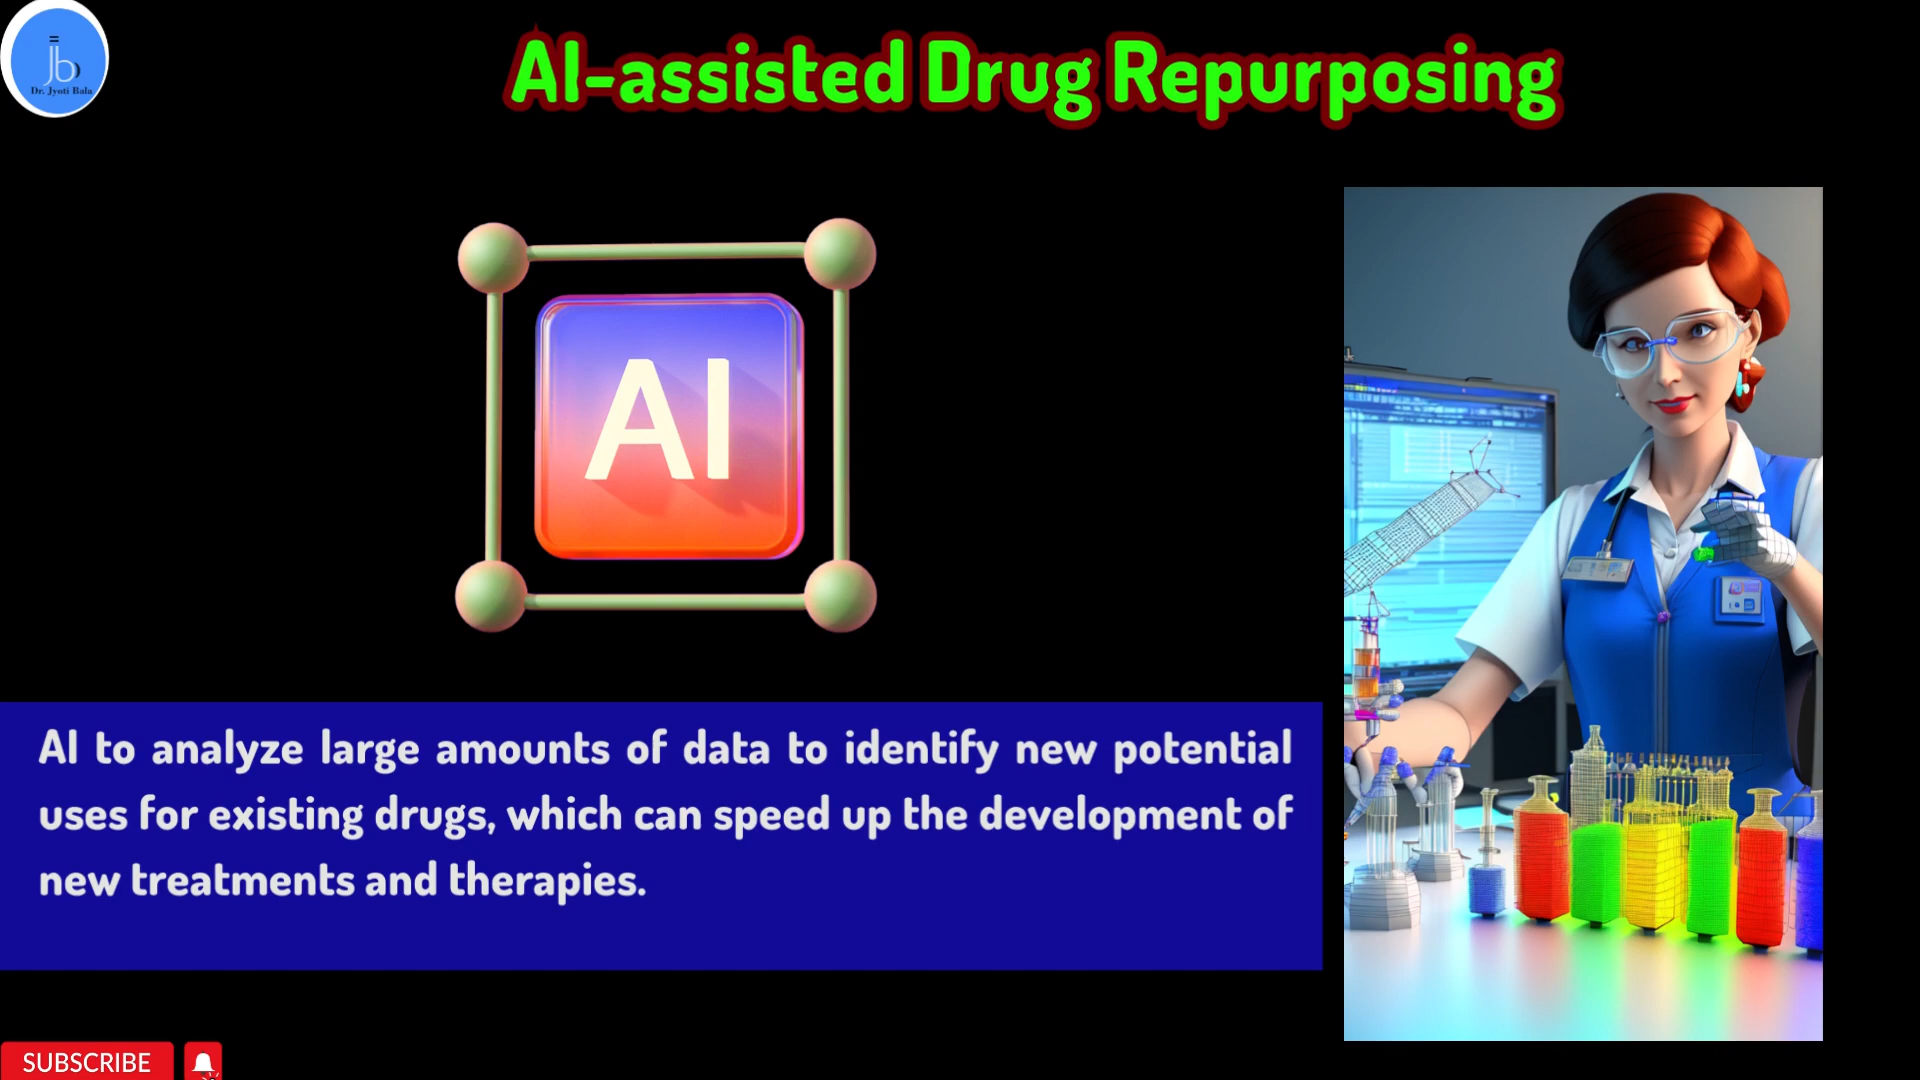 jb
Dr. Jyoti Bala
AI-assisted Drug Repurposing
AI
AI to analyze large amounts of data to identify new potential
uses for existing drugs, which can speed up the development of
new treatments and therapies.
SUBSCRIBE